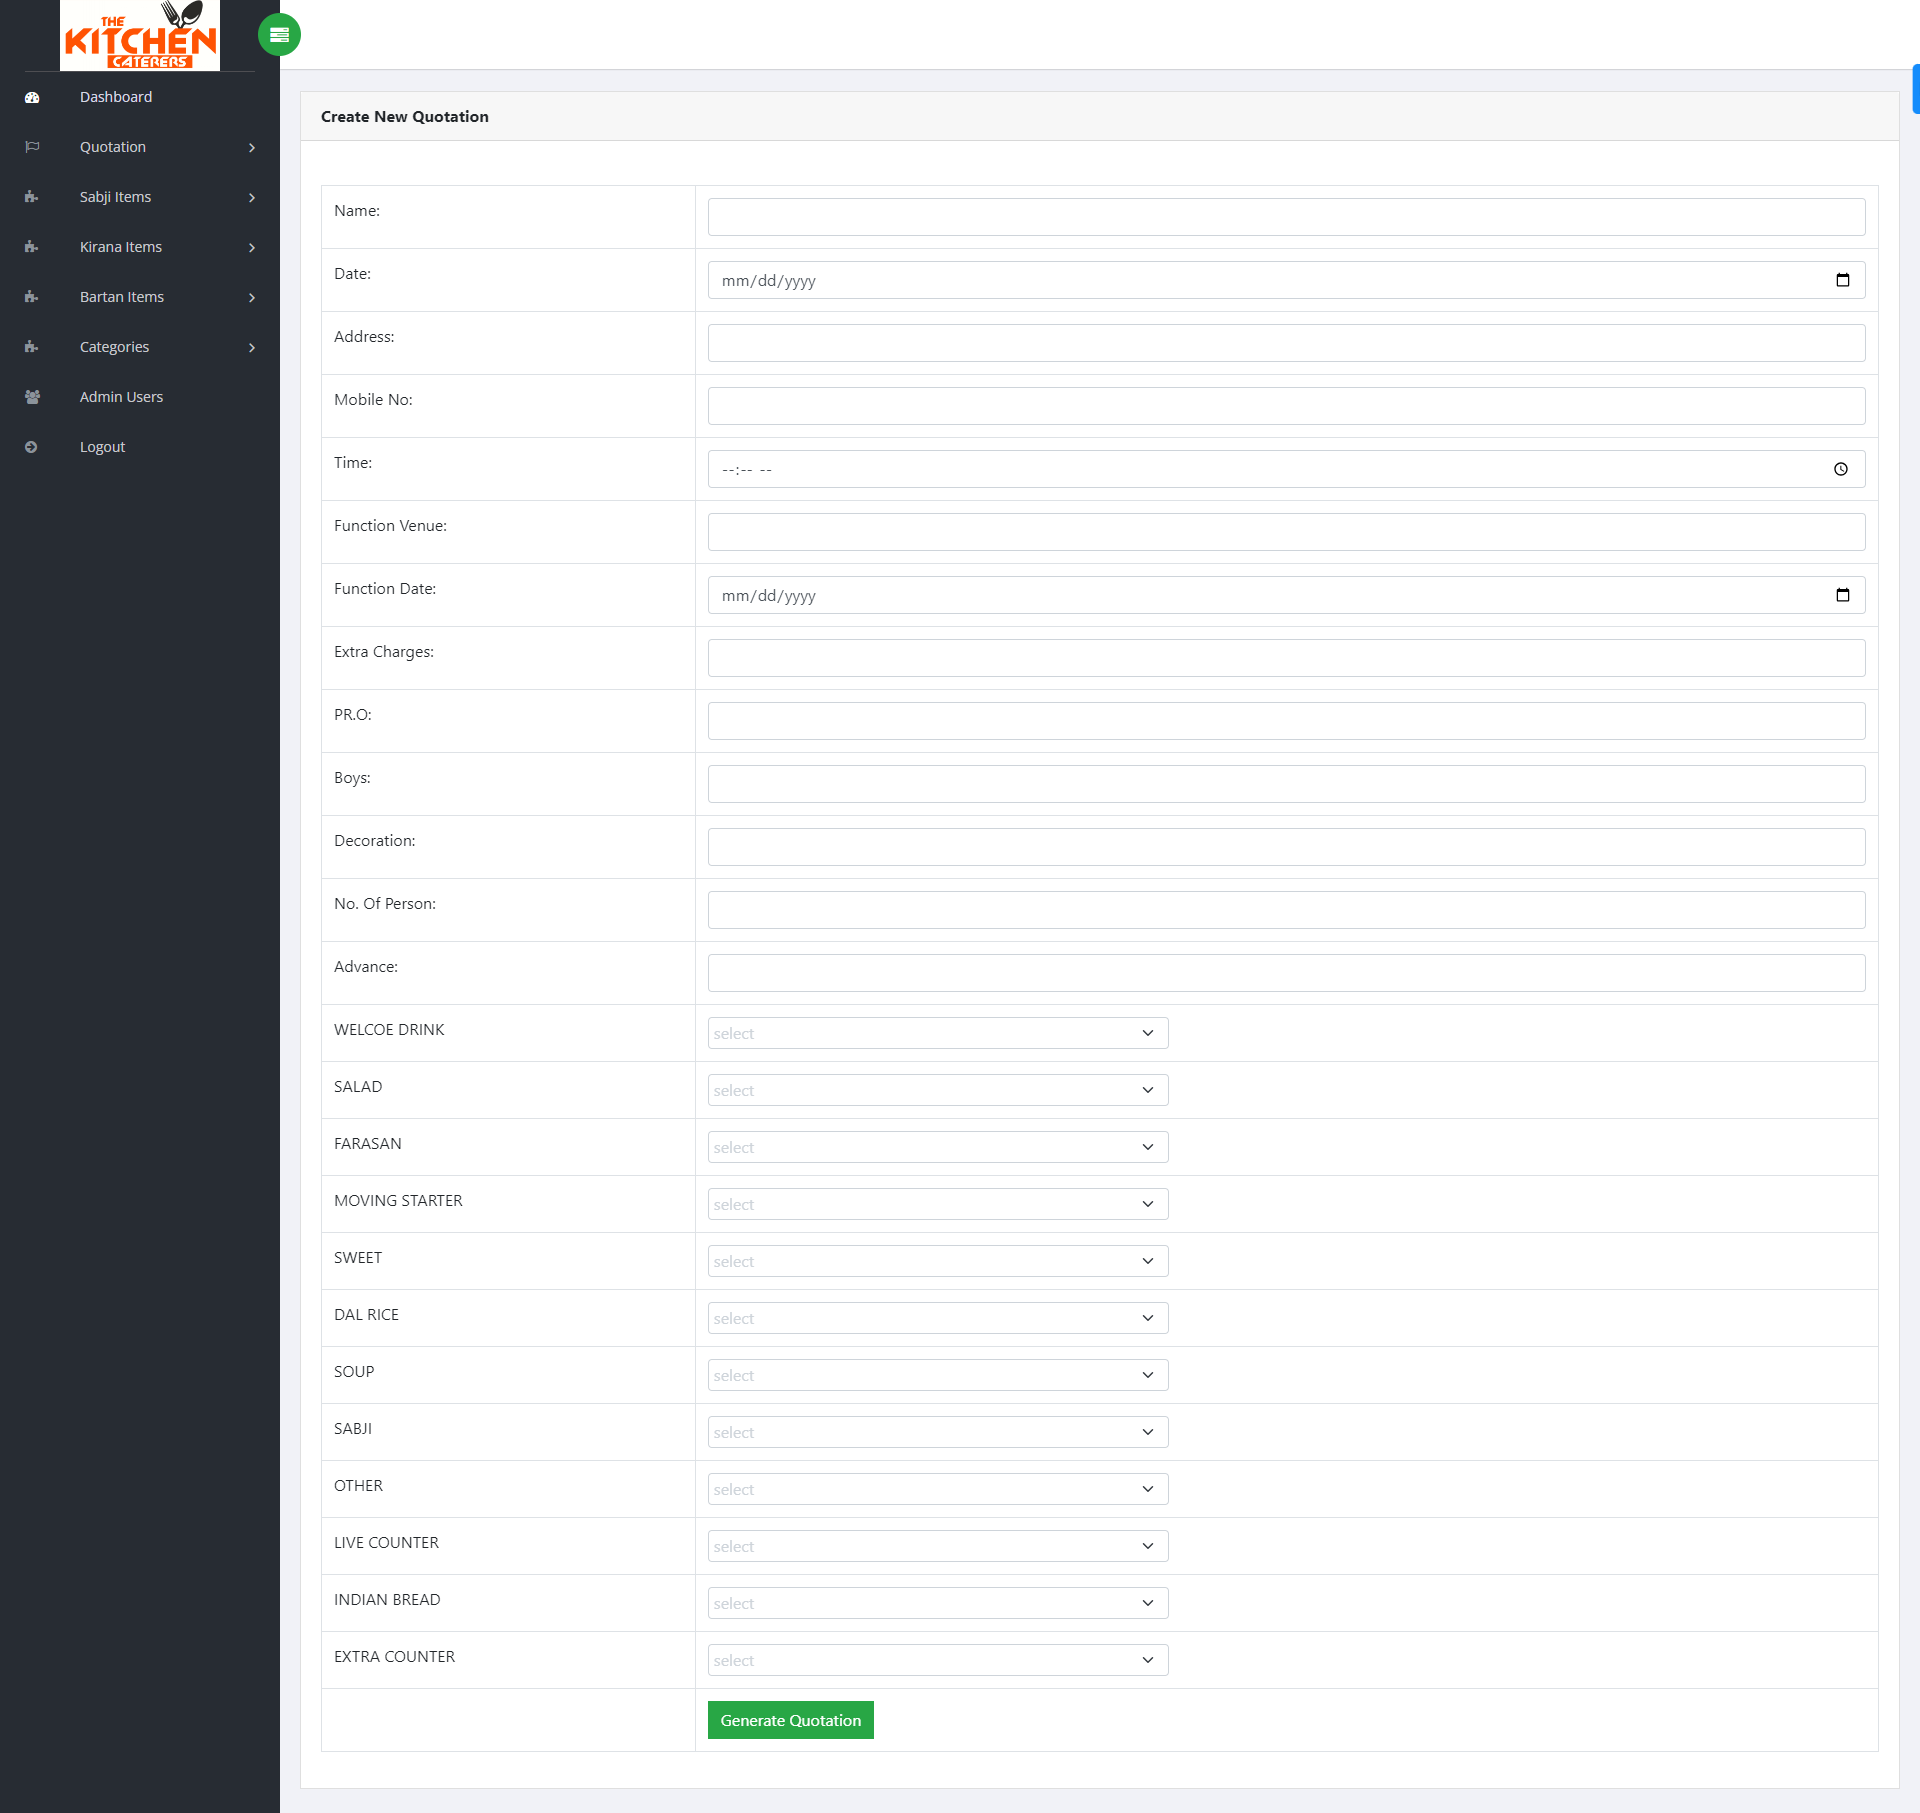 THE
KITCHEN
CATERERS
Dashboard
Quotation
Sabji Items
Kirana Items
Bartan Items
Categories
Admin Users
Logout
Create New Quotation
Name:
Date:
mm/dd/yyyy
Address:
Mobile No:
Time:
--:-- --
Function Venue:
Function Date:
mm/dd/yyyy
Extra Charges:
PR.O:
Boys:
Decoration:
No. Of Person:
Advance:
WELCOE DRINK
select
SALAD
select
FARASAN
select
MOVING STARTER
select
SWEET
select
DAL RICE
select
SOUP
select
SABJI
select
OTHER
select
LIVE COUNTER
select
INDIAN BREAD
select
EXTRA COUNTER
select
Generate Quotation